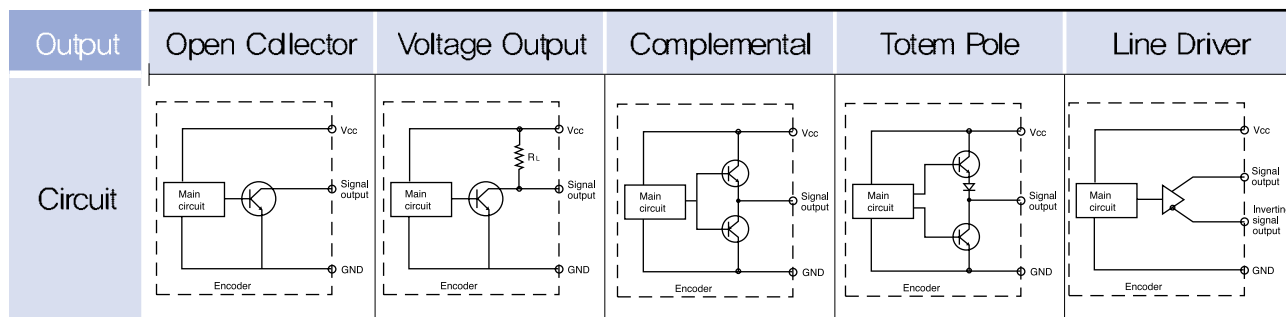 Output
Open Collector
Voltage Output
Complemental
Totem Pole
Line Driver
Circuit
Vcc
Main
circuit
Signal
output
GND
Encoder
Vcc
RL
Main
circuit
Signal
output
GND
Encoder
Vcc
Main
circuit
Signal
output
GND
Encoder
Vcc
Main
circuit
Signal
output
GND
Encoder
Vcc
Main
circuit
Signal
output
Invertin
signal
output
GND
Encoder